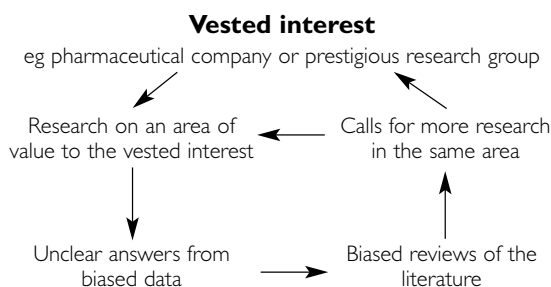 Vested interest
eg pharmaceutical company or prestigious research group
Research on an area of
value to the vested interest
Calls for more research
in the same area
Unclear answers from
biased data
Biased reviews of the
literature